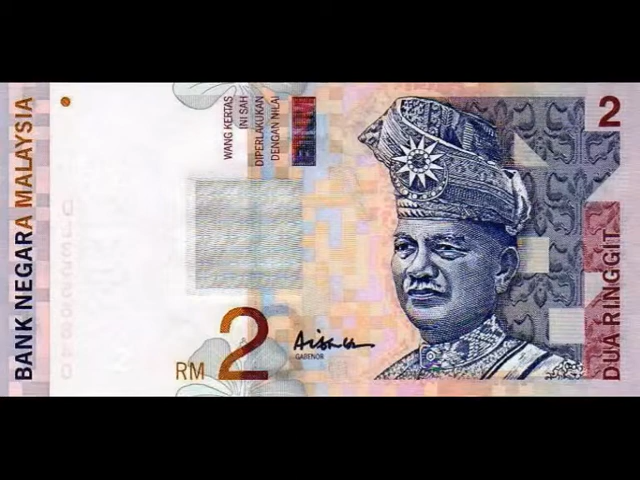 BANK NEGARA MALAYSIA
WANG KERTAS
INI SAH
DIPERLAKUKAN
DENGAN NILAI
2
DUA RINGGIT
RM 2
GABENOR